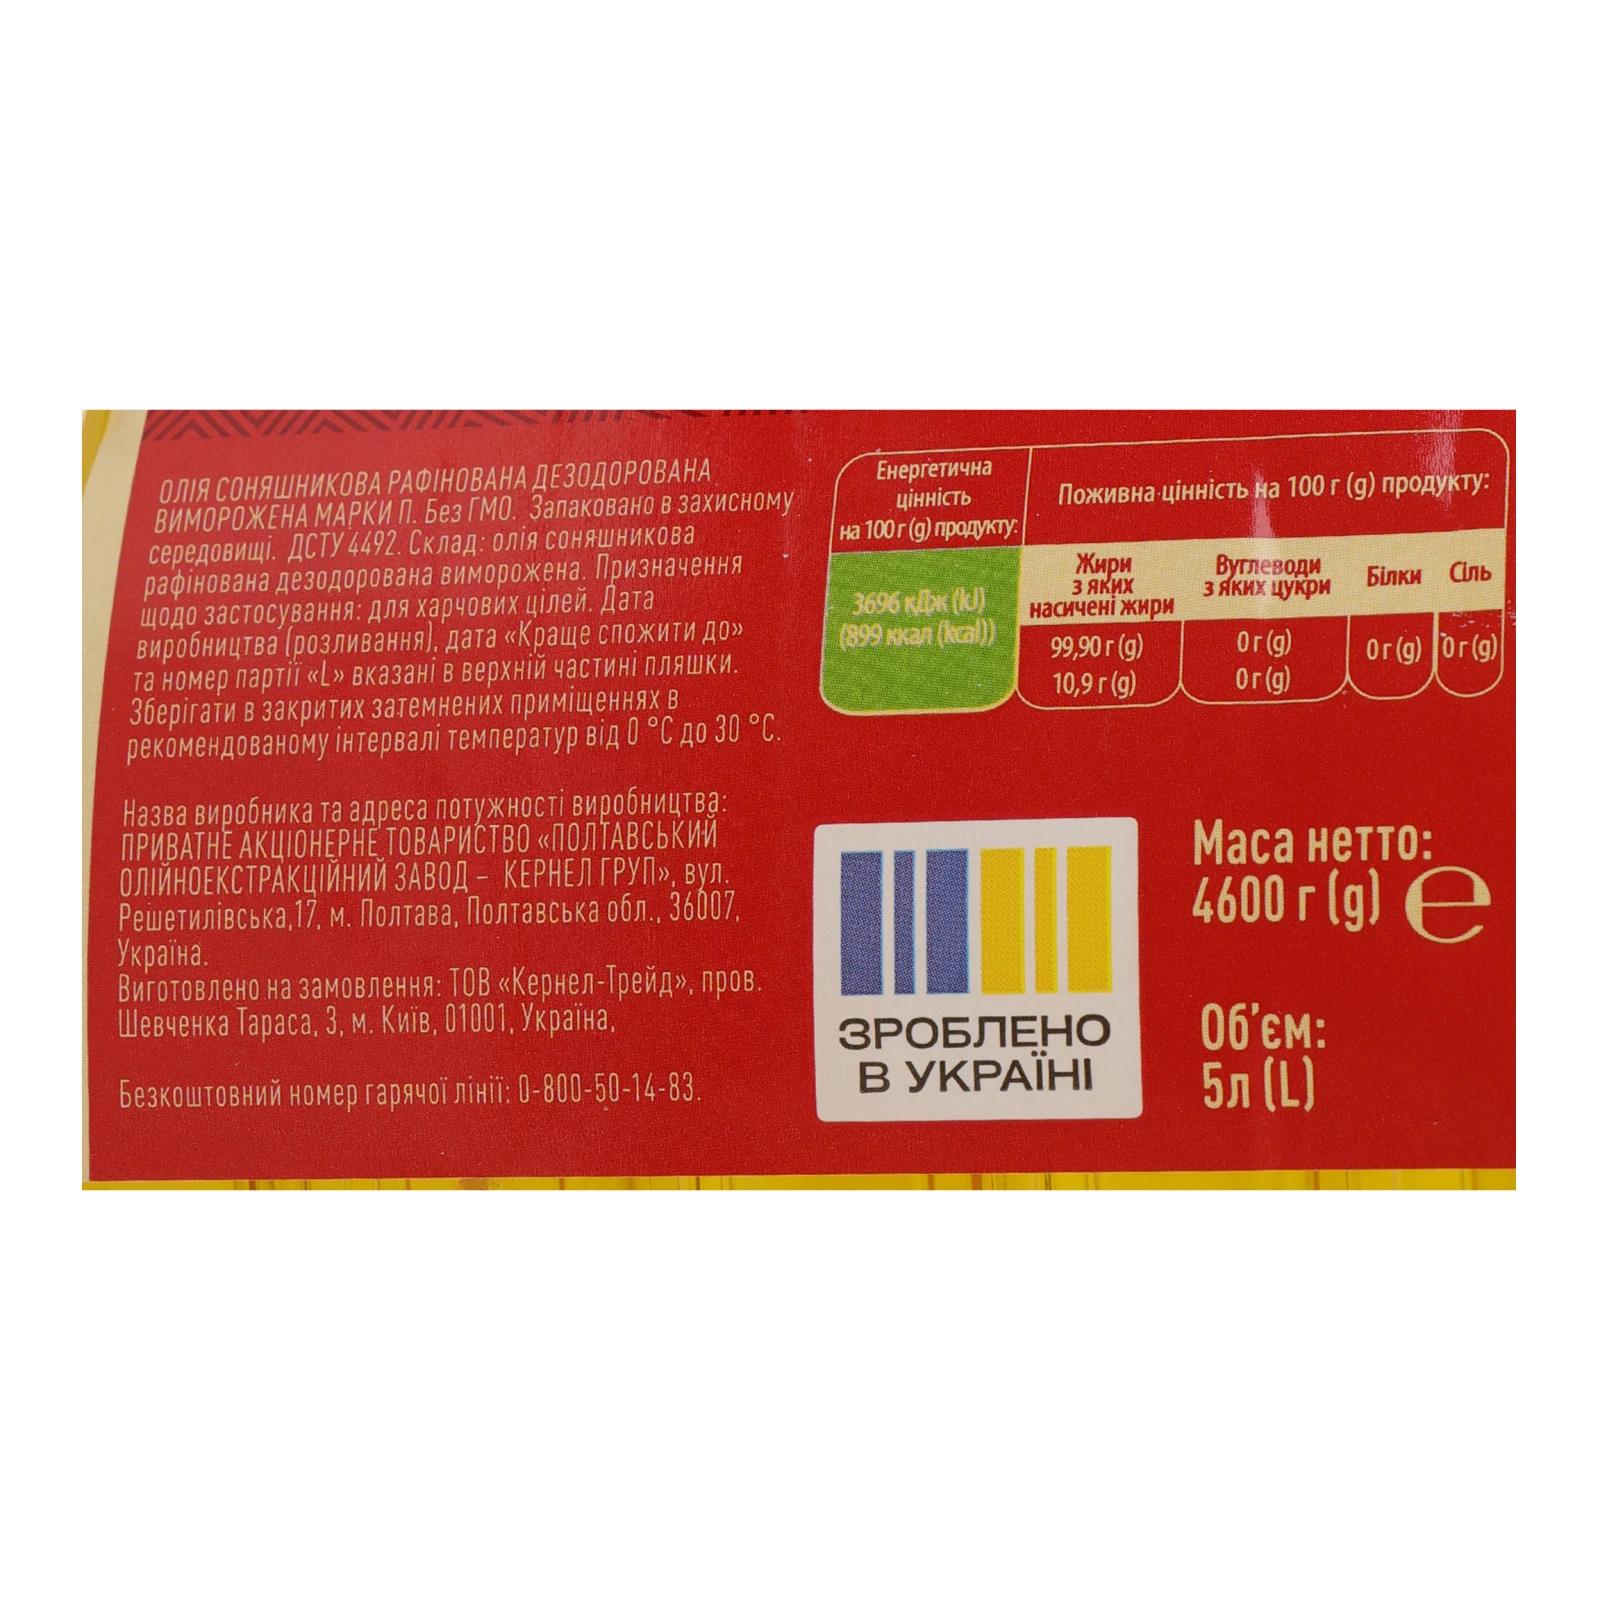 ОЛІЯ СОНЯШНИКОВА РАФІНОВАНА ДЕЗОДОРОВАНА
ВИМОРОЖЕНА МАРКИ П. Без ГМО. Запаковано в захисному
середовищі. ДСТУ 4492. Склад: олія соняшникова
рафінована дезодорована виморожена. Призначення
щодо застосування: для харчових цілей. Дата
виробництва (розливання), дата «Краще спожити до»
та номер партії «L» вказані в верхній частині пляшки.
Зберігати в закритих затемнених приміщеннях в
рекомендованому інтервалі температур від 0 °С до 30 °С.
Назва виробника та адреса потужності виробництва:
ПРИВАТНЕ АКЦІОНЕРНЕ ТОВАРИСТВО «ПОЛТАВСЬКИЙ
ОЛІЙНОЕКСТРАКЦІЙНИЙ ЗАВОД – КЕРНЕЛ ГРУП», вул.
Решетилівська,17, м. Полтава, Полтавська обл., 36007,
Україна.
Виготовлено на замовлення: ТОВ «Кернел-Трейд», пров.
Шевченка Тараса, 3, м. Київ, 01001, Україна,
Безкоштовний номер гарячої лінії: 0-800-50-14-83.
Енергетична
цінність
на 100 г (g) продукту:
3696 кДж (kJ)
(899 ккал (kcal))
Поживна цінність на 100 г (g) продукту:
Жири
з яких
насичені жири
Вуглеводи
з яких цукри
Білки
Сіль
99,90 г (g)
0 г (g)
0 г (g)
0 г (g)
10,9 г (g)
0 г (g)
ЗРОБЛЕНО
В УКРАЇНІ
Маса нетто:
4600 г (g) ℮
Об’єм:
5л (L)